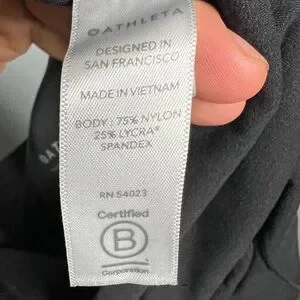 ATHLETA
DESIGNED IN
SAN FRANCISCO
MADE IN VIETNAM
BODY: 75% NYLON
25% LYCRA®
SPANDEX
RN 54023
Certified
B
Corporation